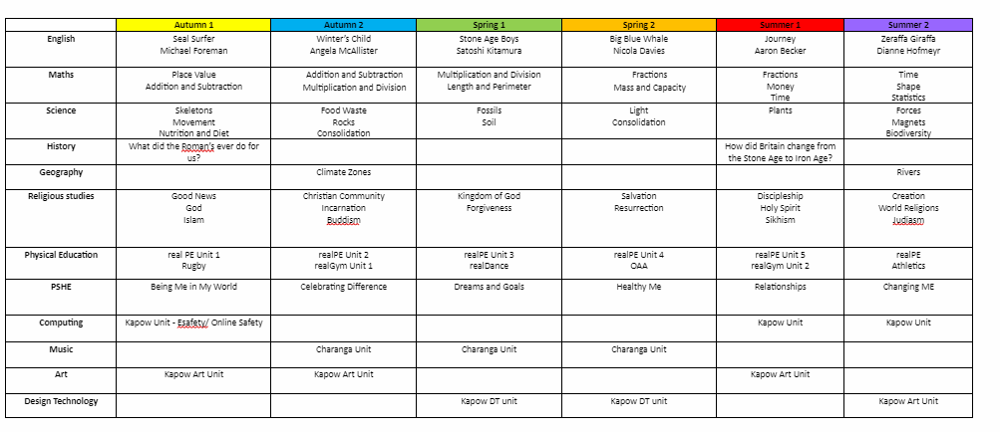 Autumn 1 Autumn 2 Spring 1 Spring 2 Summer 1 Summer 2
English Seal Surfer Winter's Child Stone Age Boys Big Blue Whale Journey Zeraffa Giraffa
Michael Foreman Angela McAllister Satoshi Kitamura Nicola Davies Aaron Becker Dianne Hofmeyr
Maths Place Value Addition and Subtraction Multiplication and Division Fractions Fractions Time
Addition and Subtraction Multiplication and Division Length and Perimeter Mass and Capacity Money Shape
Time Statistics
Science Skeletons Food Waste Fossils Light Plants Forces
Movement Rocks Soil Consolidation Magnets
Nutrition and Diet Consolidation Biodiversity
History What did the Roman's ever do for How did Britain change from
us? the Stone Age to Iron Age?
Geography Climate Zones Rivers
Religious studies Good News Christian Community Kingdom of God Salvation Discipleship Creation
God Incarnation Forgiveness Resurrection Holy Spirit World Religions
Islam Buddism Sikhism Judiasm
Physical Education real PE Unit 1 realPE Unit 2 realPE Unit 3 realPE Unit 4 realPE Unit 5 realPE
Rugby realGym Unit 1 realDance OAA realGym Unit 2 Athletics
PSHE Being Me in My World Celebrating Difference Dreams and Goals Healthy Me Relationships Changing ME
Computing Kapow Unit - Esafety/ Online Safety Kapow Unit Kapow Unit
Music Charanga Unit Charanga Unit Charanga Unit
Art Kapow Art Unit Kapow Art Unit Kapow Art Unit
Design Technology Kapow DT unit Kapow DT unit Kapow Art Unit